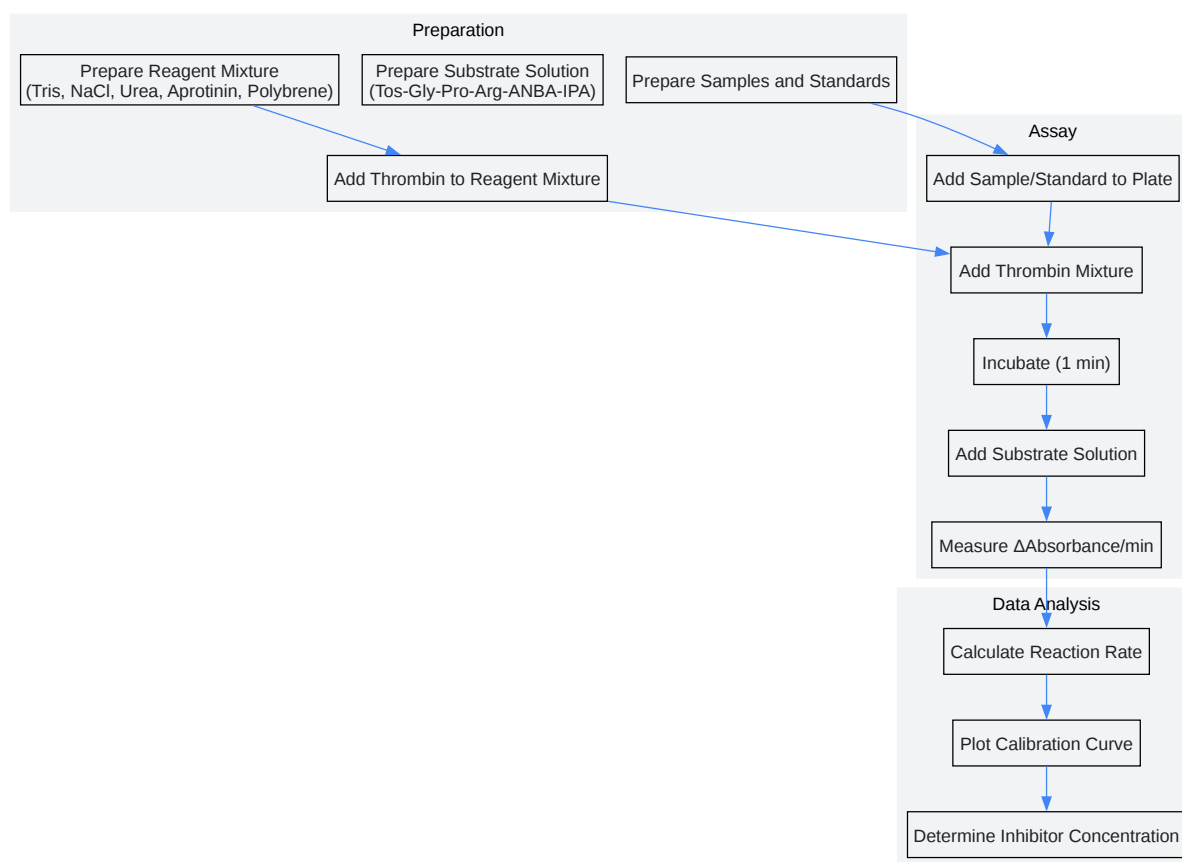 Preparation
Prepare Reagent Mixture
(Tris, NaCl, Urea, Aprotinin, Polybrene)
Prepare Substrate Solution
(Tos-Gly-Pro-Arg-ANBA-IPA)
Prepare Samples and Standards
Add Thrombin to Reagent Mixture
Assay
Add Sample/Standard to Plate
Add Thrombin Mixture
Incubate (1 min)
Add Substrate Solution
Measure ΔAbsorbance/min
Data Analysis
Calculate Reaction Rate
Plot Calibration Curve
Determine Inhibitor Concentration